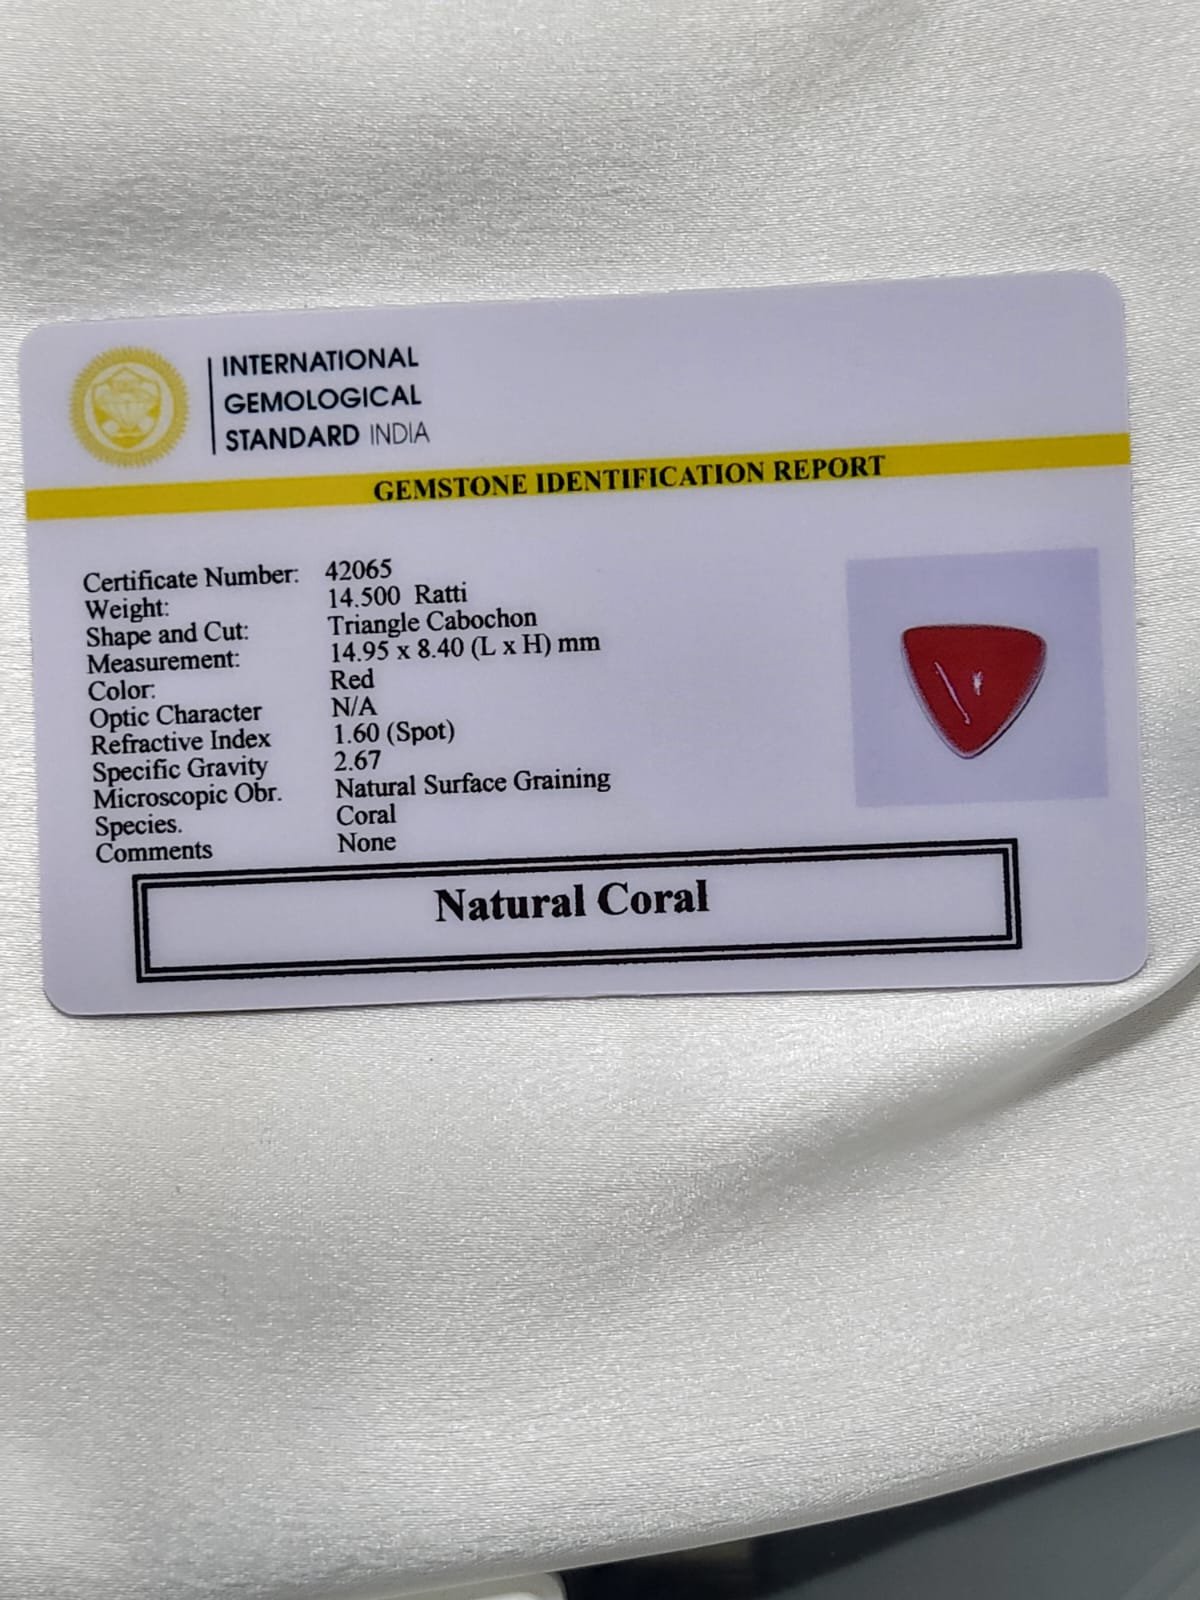 INTERNATIONAL
GEMOLOGICAL
STANDARD INDIA
GEMSTONE IDENTIFICATION REPORT
Certificate Number: 42065
Weight: 14.500 Ratti
Shape and Cut: Triangle Cabochon
Measurement: 14.95 x 8.40 (L x H) mm
Color: Red
Optic Character N/A
Refractive Index 1.60 (Spot)
Specific Gravity 2.67
Microscopic Obr. Natural Surface Graining
Species. Coral
Comments None
Natural Coral